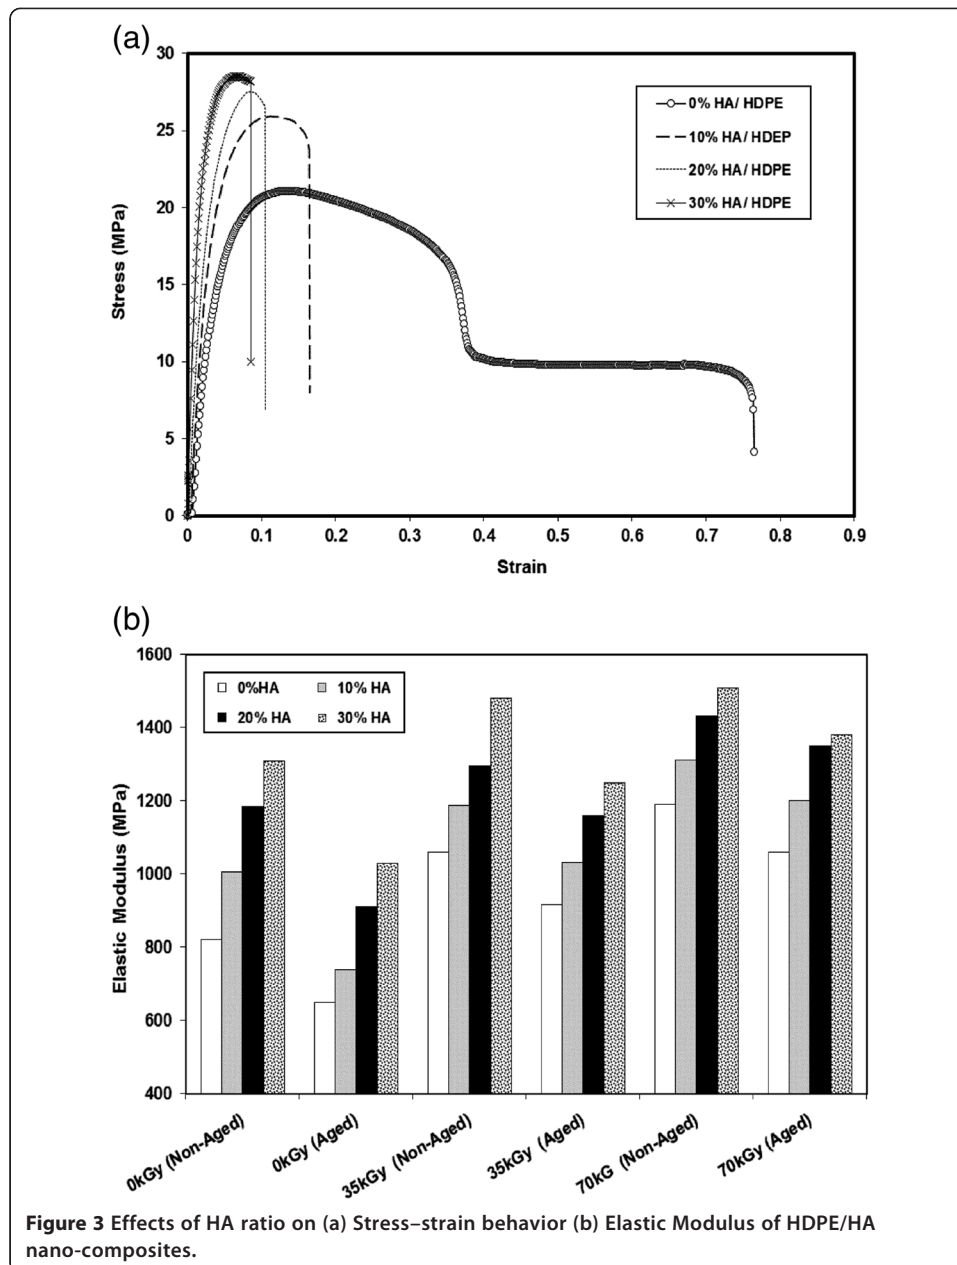 (a)
30
25
20
15
10
5
0
Stress (MPa)
0% HA/ HDPE
10% HA/ HDEP
20% HA/ HDPE
30% HA/ HDPE
0 0.1 0.2 0.3 0.4 0.5 0.6 0.7 0.8 0.9
Strain
(b)
1600
1400
1200
1000
800
600
400
Elastic Modulus (MPa)
0%HA 10% HA
20% HA 30% HA
0kGy (Non-Aged)
0kGy (Aged)
35kGy (Non-Aged)
35kGy (Aged)
70kG (Non-Aged)
70kGy (Aged)
Figure 3 Effects of HA ratio on (a) Stress–strain behavior (b) Elastic Modulus of HDPE/HA
nano-composites.